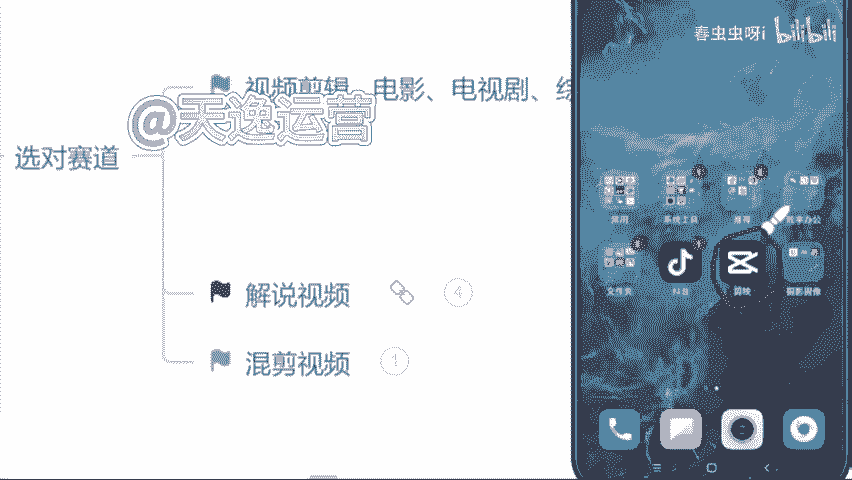 春虫虫呀i bilibili
视频剪辑、电影、电视剧、综
@天逸运营
选对赛道
常用 系统工具 推荐 效率办公
文件夹 抖音 剪映 摄影摄像
解说视频 4
混剪视频 1